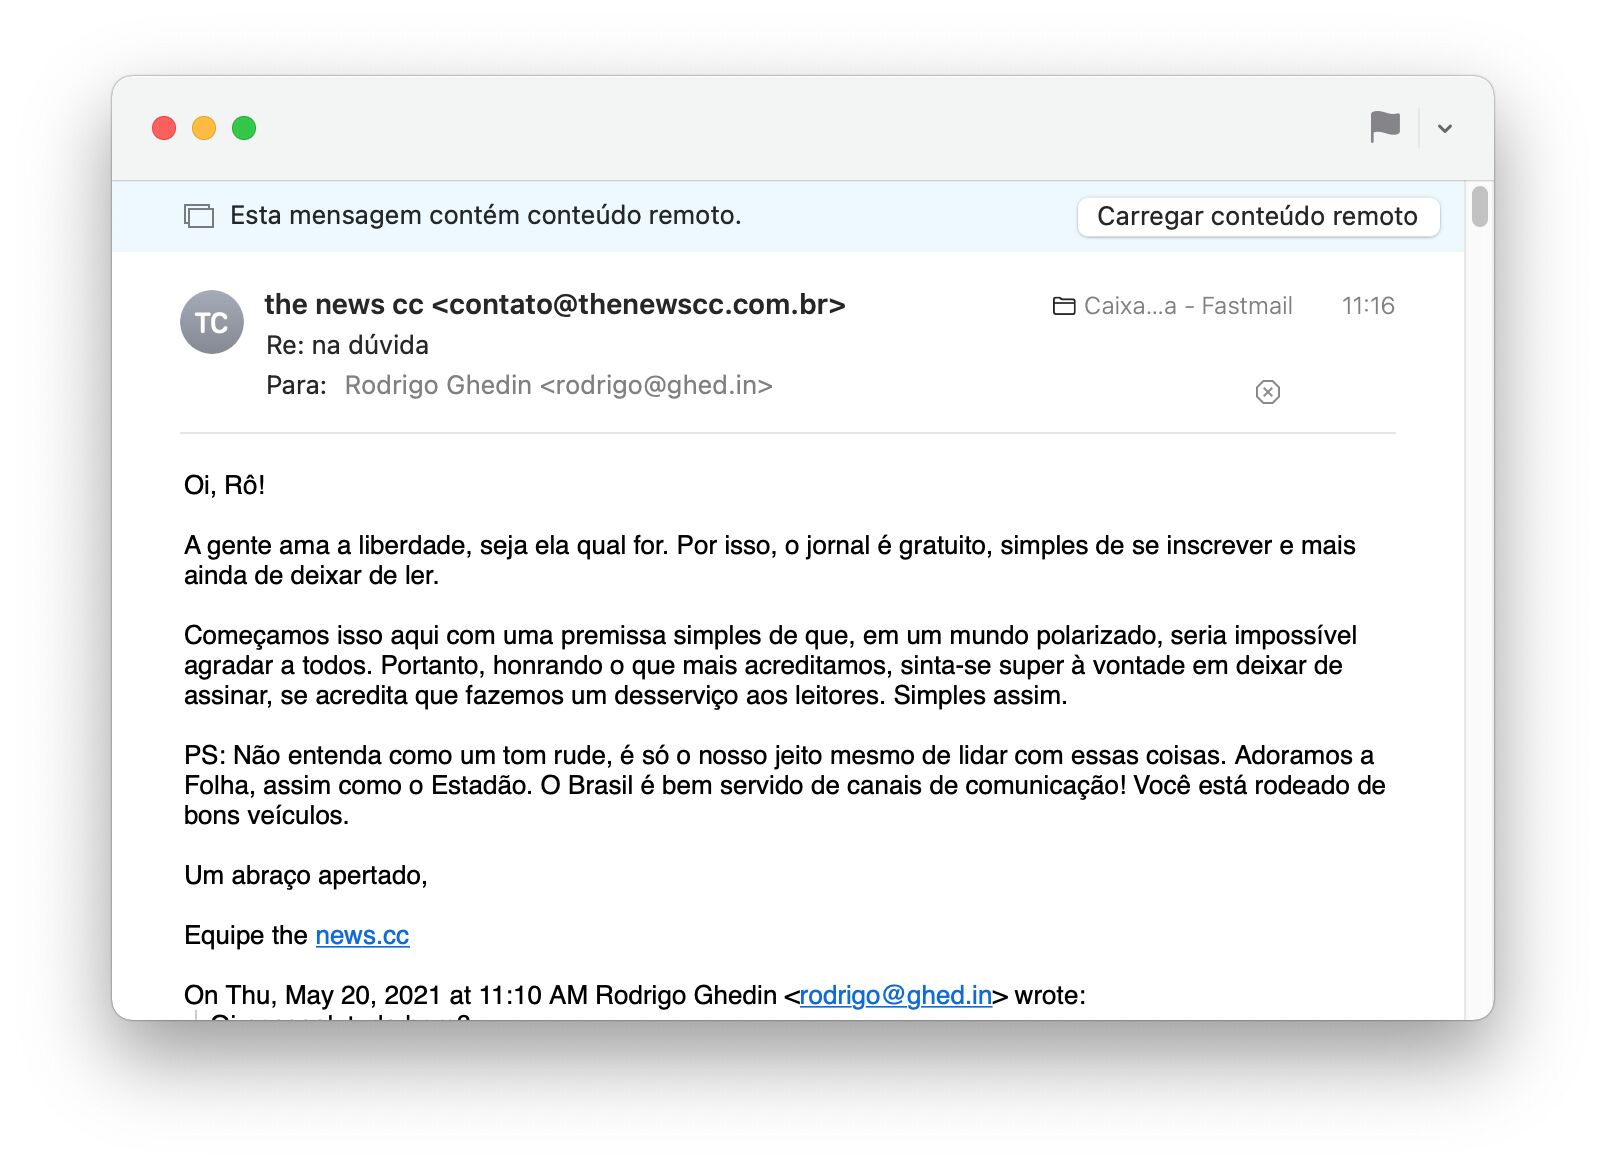 Esta mensagem contém conteúdo remoto.
Carregar conteúdo remoto
TC
the news cc <contato@thenewscc.com.br>
Caixa...a - Fastmail
11:16
Re: na dúvida
Para: Rodrigo Ghedin <rodrigo@ghed.in>
Oi, Rô!
A gente ama a liberdade, seja ela qual for. Por isso, o jornal é gratuito, simples de se inscrever e mais
ainda de deixar de ler.
Começamos isso aqui com uma premissa simples de que, em um mundo polarizado, seria impossível
agradar a todos. Portanto, honrando o que mais acreditamos, sinta-se super à vontade em deixar de
assinar, se acredita que fazemos um desserviço aos leitores. Simples assim.
PS: Não entenda como um tom rude, é só o nosso jeito mesmo de lidar com essas coisas. Adoramos a
Folha, assim como o Estadão. O Brasil é bem servido de canais de comunicação! Você está rodeado de
bons veículos.
Um abraço apertado,
Equipe the news.cc
On Thu, May 20, 2021 at 11:10 AM Rodrigo Ghedin <rodrigo@ghed.in> wrote: